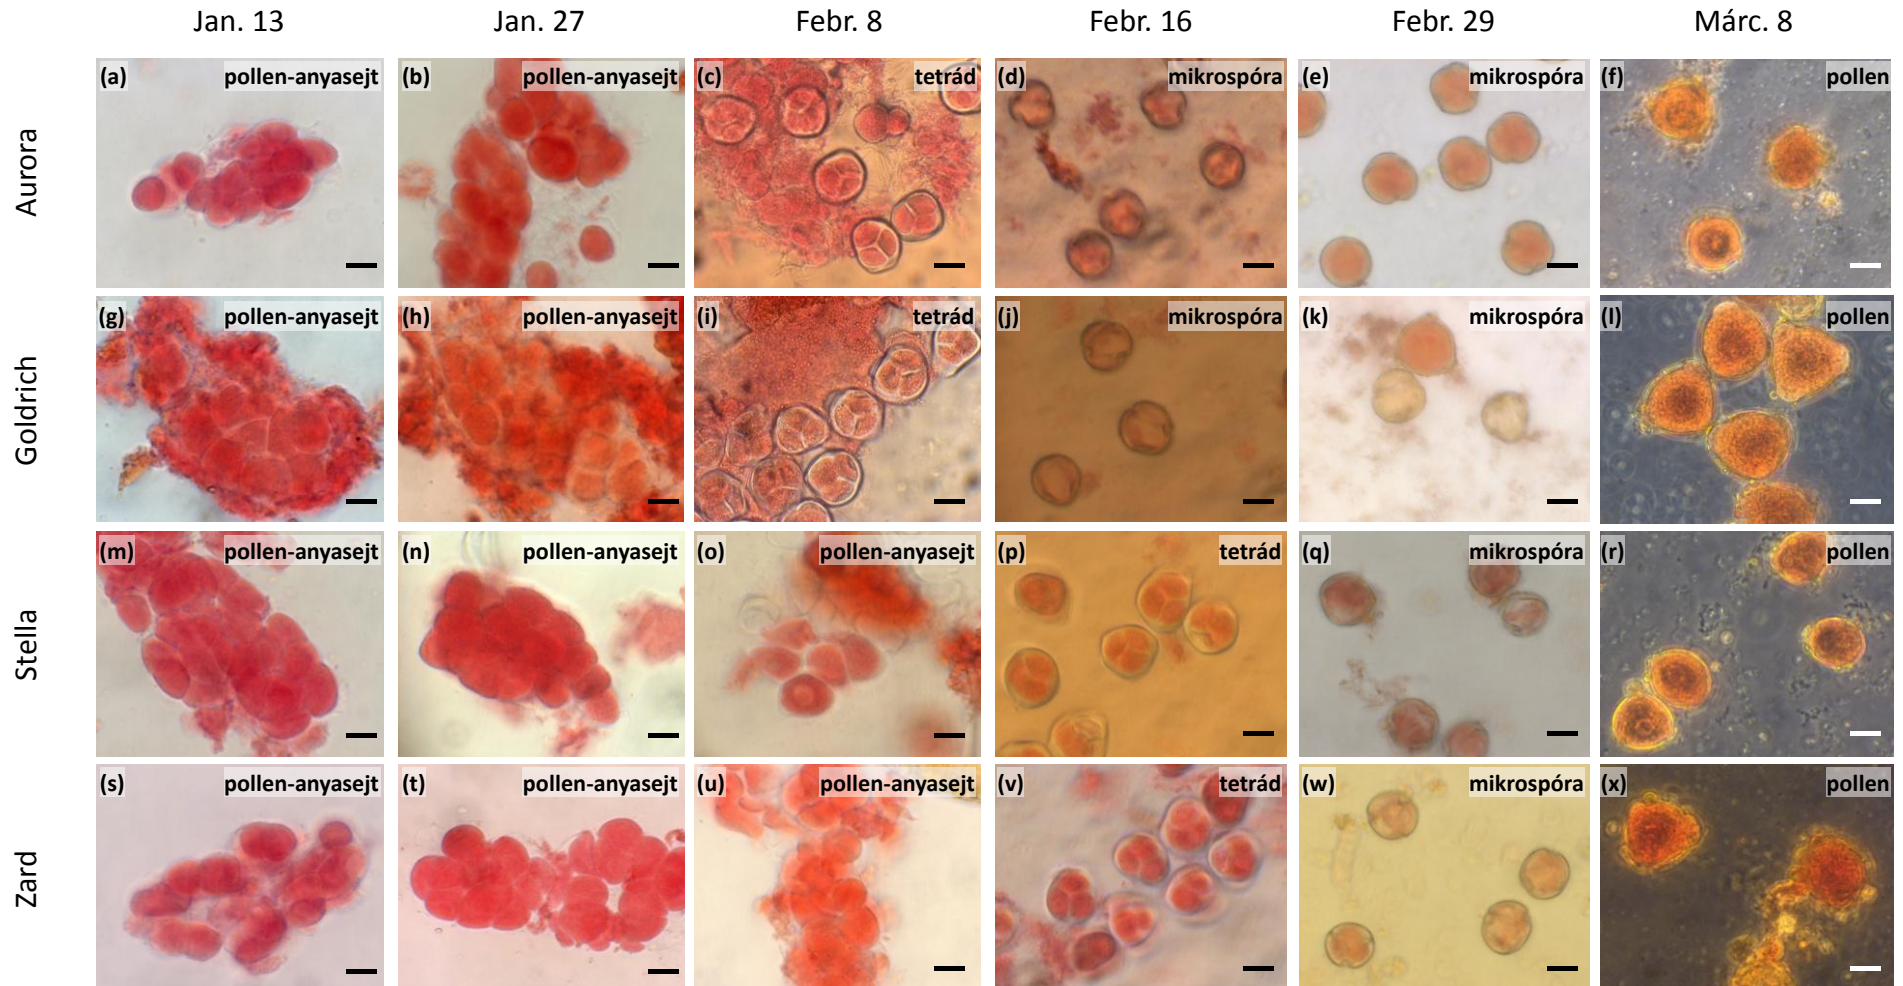 Jan. 13 Jan. 27 Febr. 8 Febr. 16 Febr. 29 Márc. 8
Aurora
(a) pollen-anyasejt (b) pollen-anyasejt (c) tetrád (d) mikrospóra (e) mikrospóra (f) pollen
Goldrich
(g) pollen-anyasejt (h) pollen-anyasejt (i) tetrád (j) mikrospóra (k) mikrospóra (l) pollen
Stella
(m) pollen-anyasejt (n) pollen-anyasejt (o) pollen-anyasejt (p) tetrád (q) mikrospóra (r) pollen
Zard
(s) pollen-anyasejt (t) pollen-anyasejt (u) pollen-anyasejt (v) tetrád (w) mikrospóra (x) pollen